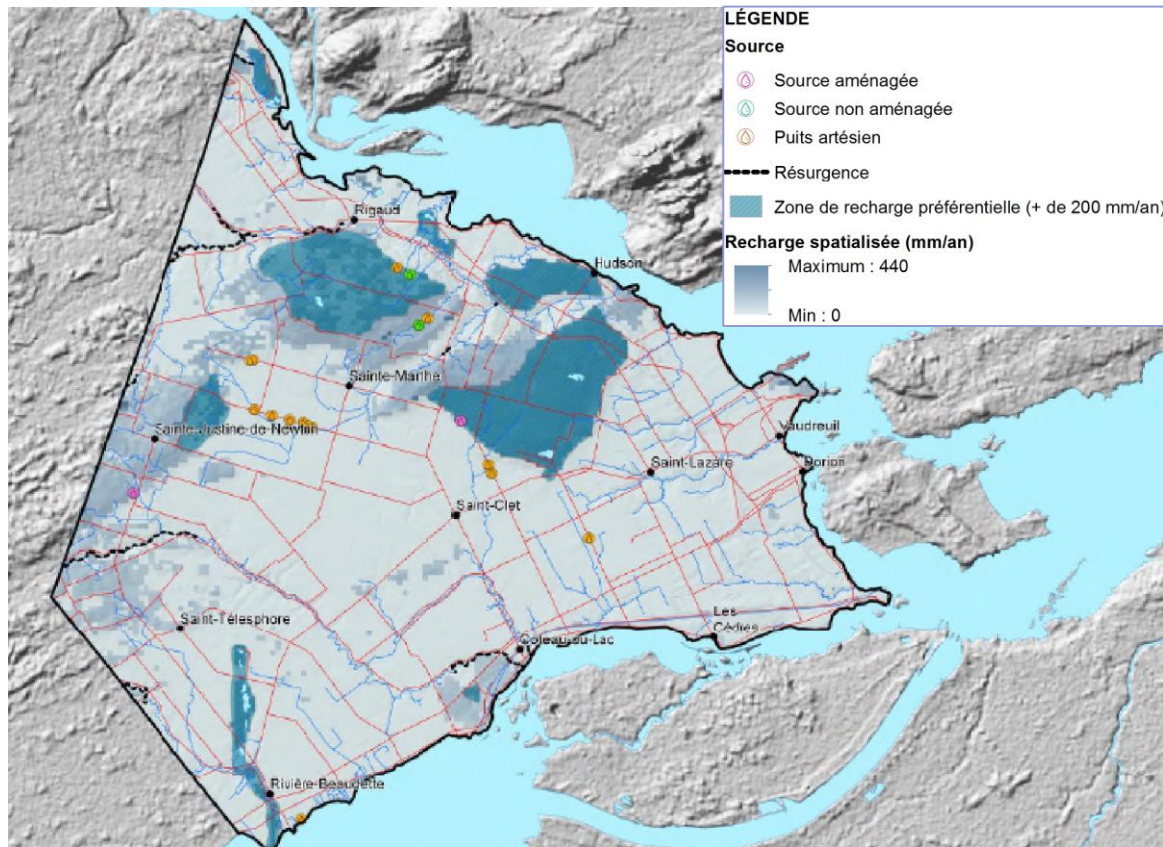 LÉGENDE
Source
Source aménagée
Source non aménagée
Puits artésien
Résurgence
Zone de recharge préférentielle (+ de 200 mm/an)
Recharge spatialisée (mm/an)
Maximum : 440
Min : 0
Rigaud
Hudson
Sainte-Marthe
Sainte-Justine-de-Newton
Vaudreuil
Saint-Lazare
Dorion
Saint-Clet
Saint-Télesphore
Les
Cèdres
Coteau-du-Lac
Rivière-Beaudette